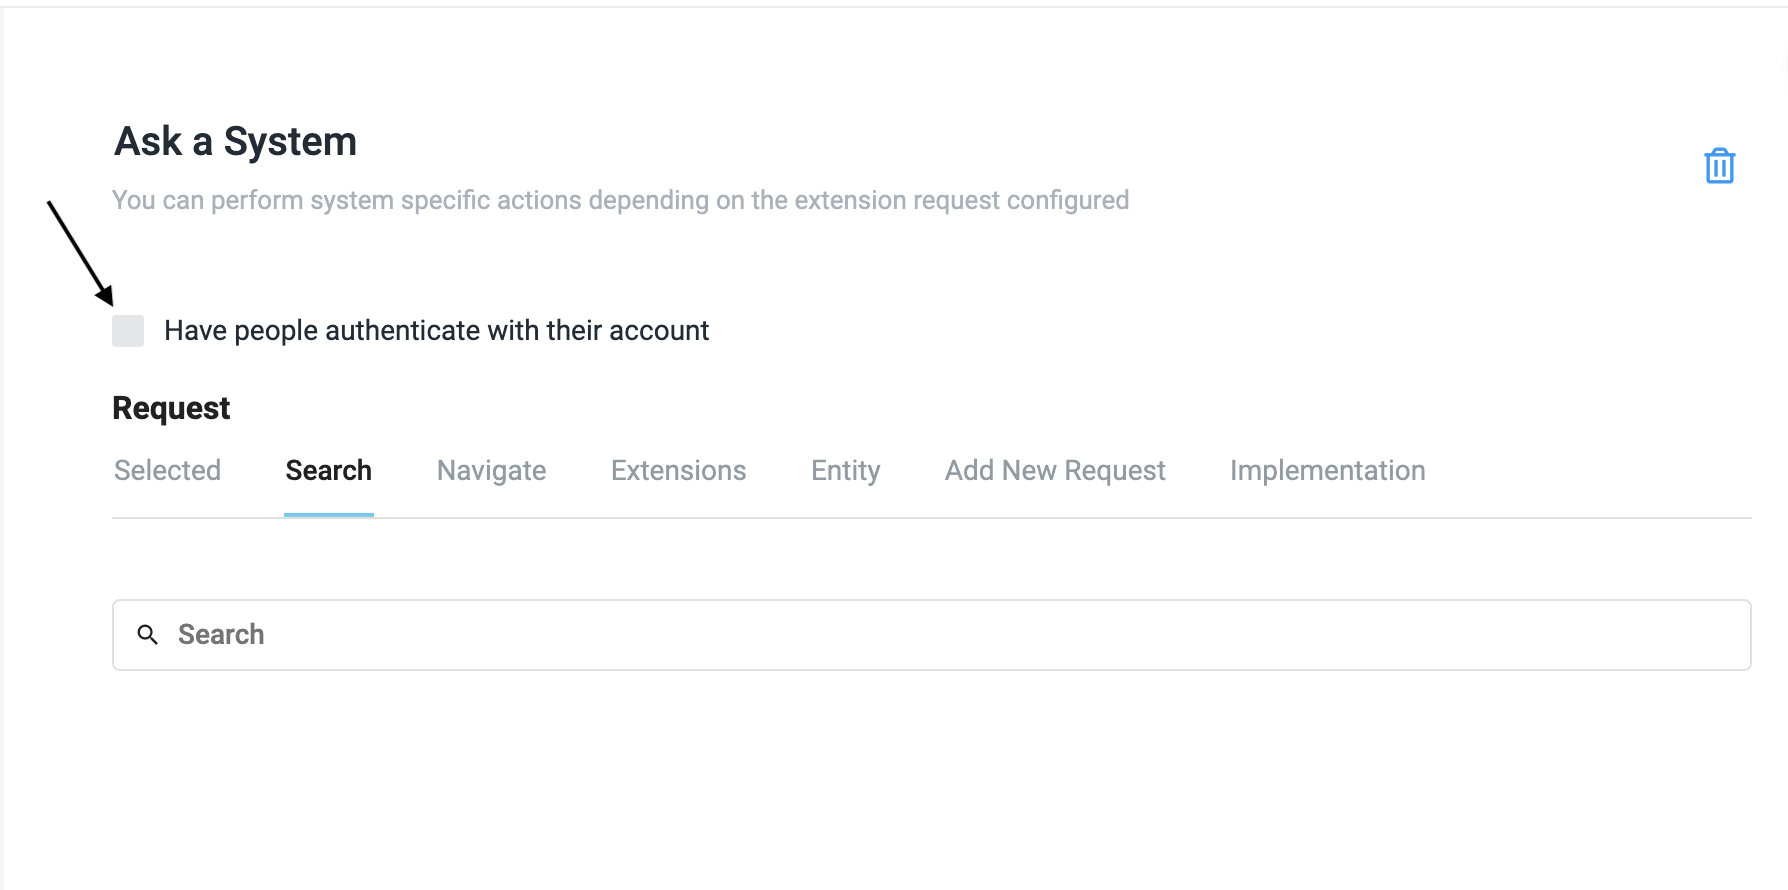 Ask a System
You can perform system specific actions depending on the extension request configured
Have people authenticate with their account
Request
Selected Search Navigate Extensions Entity Add New Request Implementation
Search